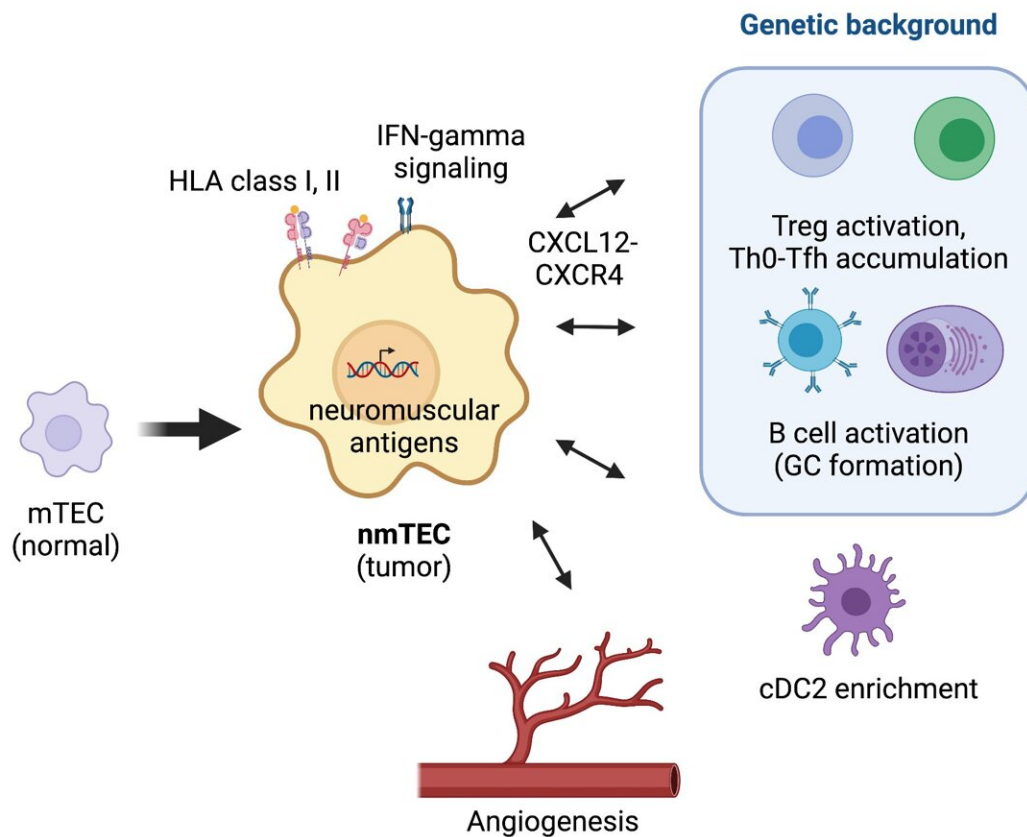 Genetic background
IFN-gamma
signaling
HLA class I, II
CXCL12-
CXCR4
Treg activation,
Th0-Tfh accumulation
neuromuscular
antigens
B cell activation
(GC formation)
mTEC
(normal)
nmTEC
(tumor)
cDC2 enrichment
Angiogenesis